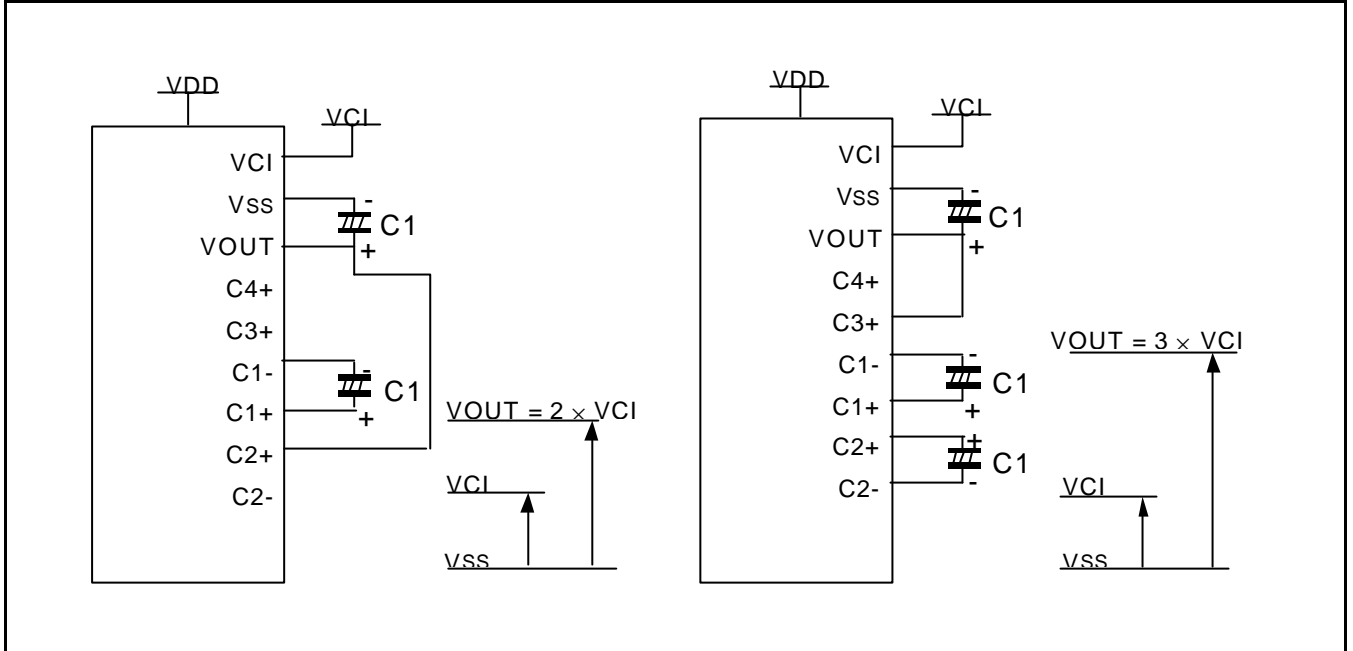 VDD
VCI
VCI
VSS
- C1
VOUT
+
C4+
C3+
C1-
- C1
C1+
+
C2+
C2-
VOUT = 2 × VCI
VCI
VSS
VDD
VCI
VCI
VSS
- C1
VOUT
+
C4+
C3+
C1-
- C1
C1+
+
C2+
+ C1
C2-
-
VOUT = 3 × VCI
VCI
VSS